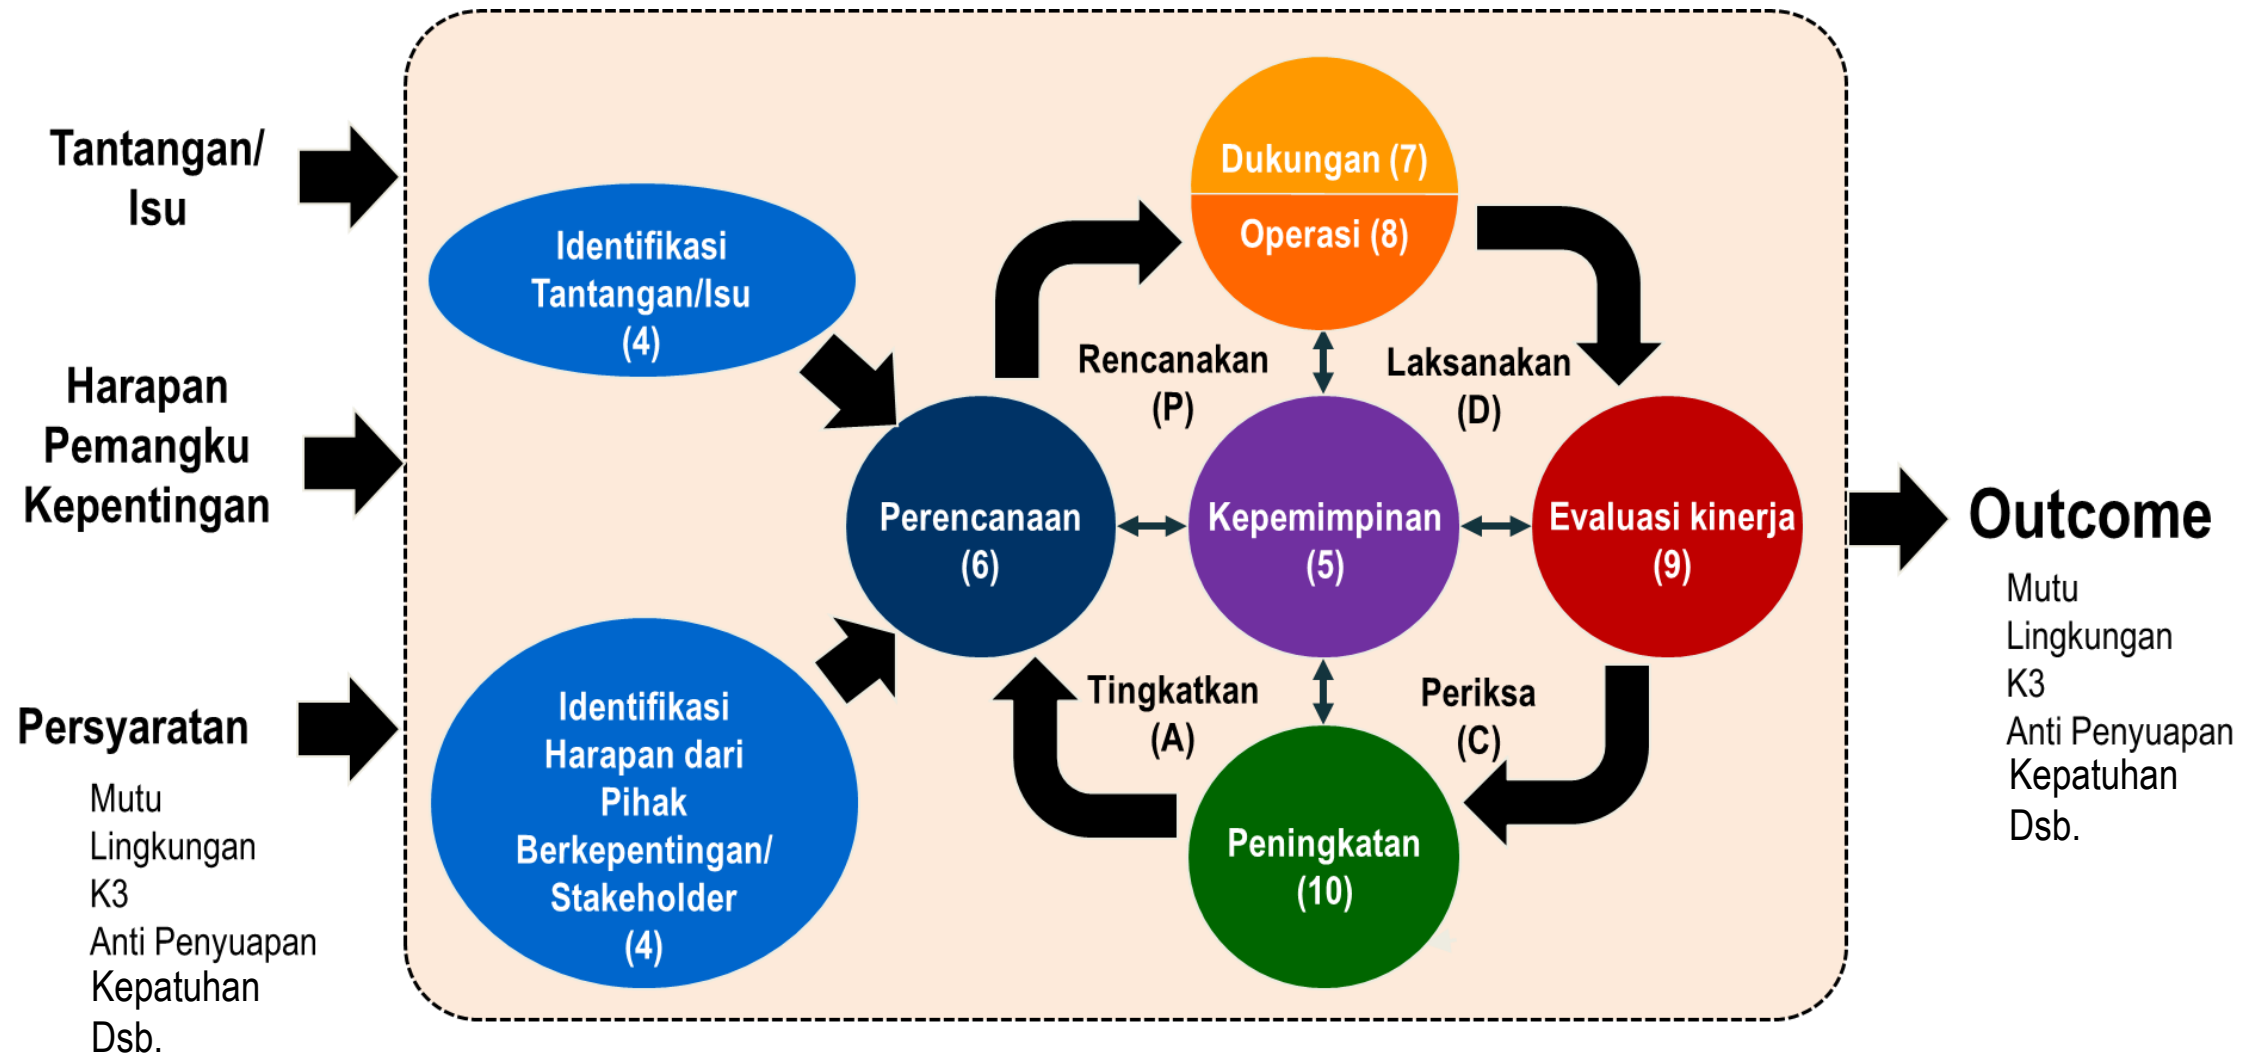 Tantangan/
Isu
Harapan
Pemangku
Kepentingan
Persyaratan
Mutu
Lingkungan
K3
Anti Penyuapan
Kepatuhan
Dsb.
Identifikasi
Tantangan/Isu
(4)
Identifikasi
Harapan dari
Pihak
Berkepentingan/
Stakeholder
(4)
Dukungan (7)
Operasi (8)
Rencanakan
(P)
Laksanakan
(D)
Perencanaan
(6)
Kepemimpinan
(5)
Evaluasi kinerja
(9)
Tingkatkan
(A)
Periksa
(C)
Peningkatan
(10)
Outcome
Mutu
Lingkungan
K3
Anti Penyuapan
Kepatuhan
Dsb.